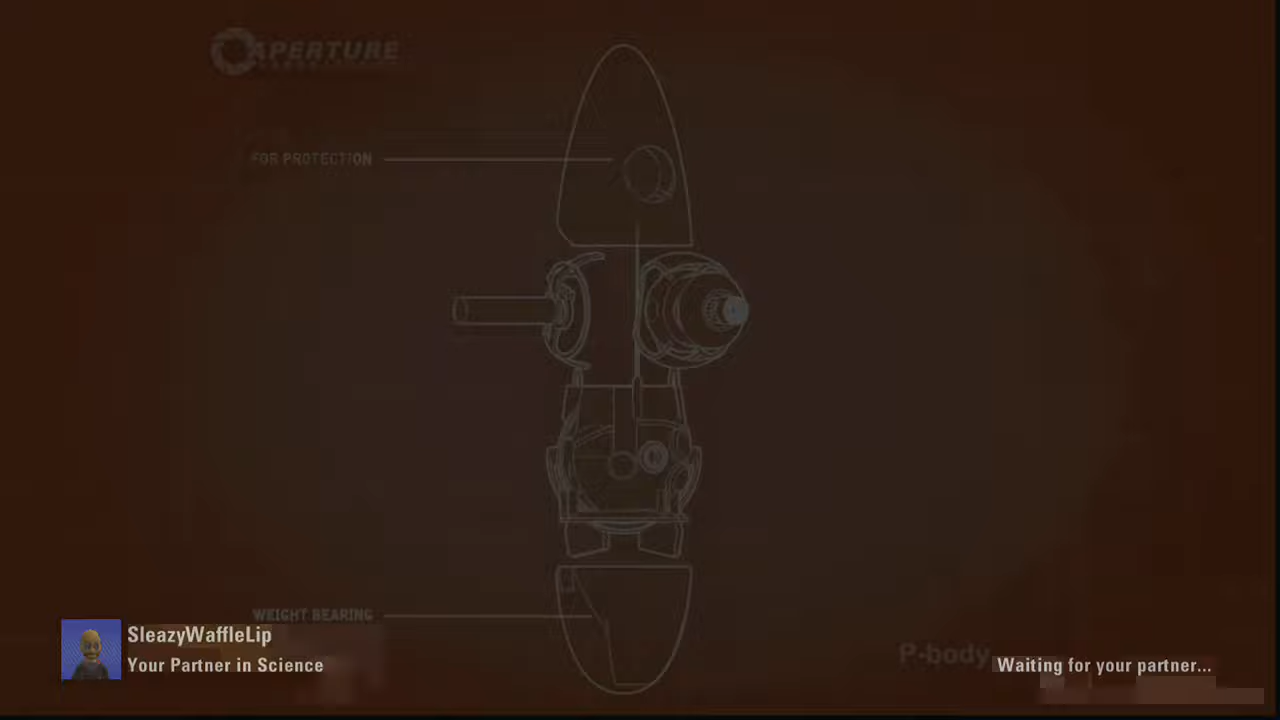 APERTURE
FOR PROTECTION
WEIGHT BEARING
SleazyWaffleLip
Your Partner in Science
P-body
Waiting for your partner...